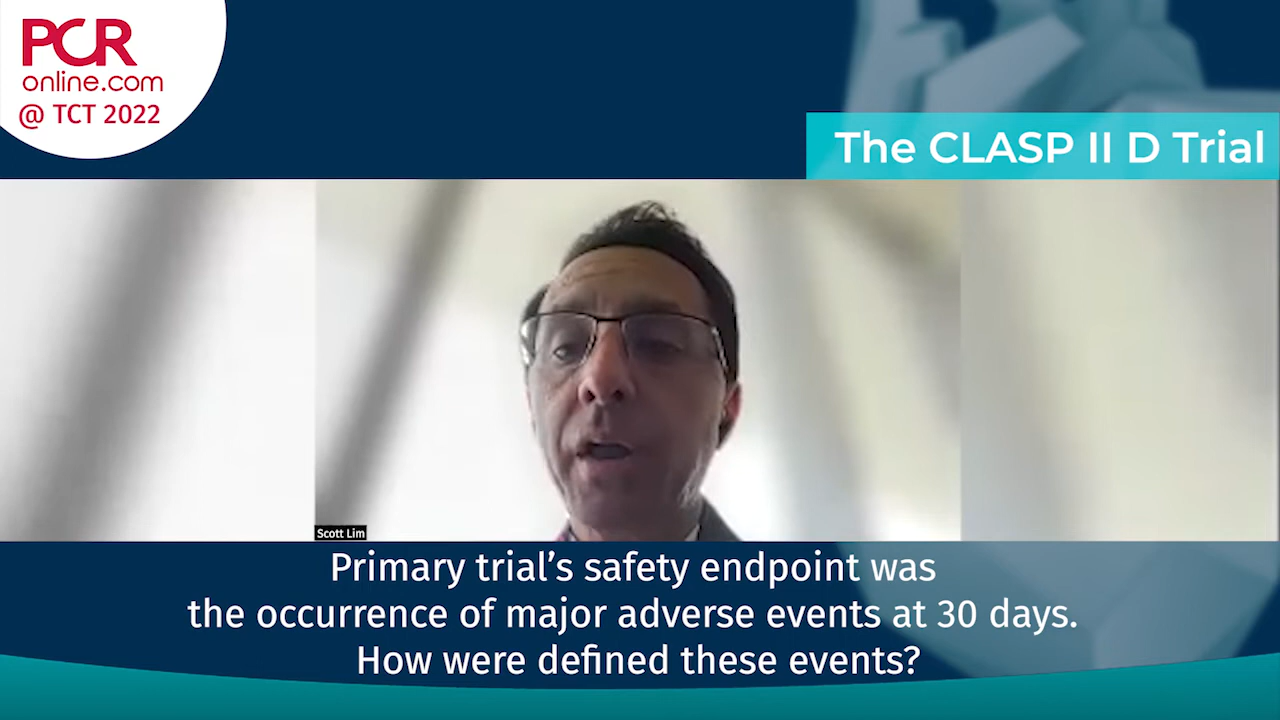 PCR
online.com
@ TCT 2022
The CLASP II D Trial
Scott Lim
Primary trial’s safety endpoint was
the occurrence of major adverse events at 30 days.
How were defined these events?